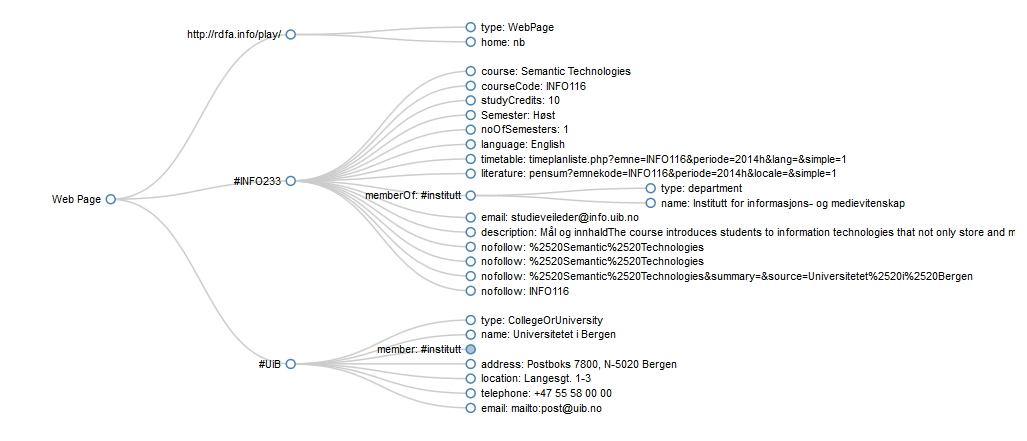 http://rdfa.info/play/
type: WebPage
home: nb
course: Semantic Technologies
courseCode: INFO116
studyCredits: 10
Semester: Høst
noOfSemesters: 1
language: English
timetable: timeplanliste.php?emne=INFO116&periode=2014h&lang=&simple=1
literature: pensum?emnekode=INFO116&periode=2014h&locale=&simple=1
#INFO233
type: department
memberOf: #institutt
Web Page
name: Institutt for informasjons- og medievitenskap
email: studieveileder@info.uib.no
description: Mål og innhaldThe course introduces students to information technologies that not only store and m
nofollow: %2520Semantic%2520Technologies
nofollow: %2520Semantic%2520Technologies
nofollow: %2520Semantic%2520Technologies&summary=&source=Universitetet%2520i%2520Bergen
nofollow: INFO116
type: CollegeOrUniversity
name: Universitetet i Bergen
member: #institutt
#UiB
address: Postboks 7800, N-5020 Bergen
location: Langesgt. 1-3
telephone: +47 55 58 00 00
email: mailto:post@uib.no